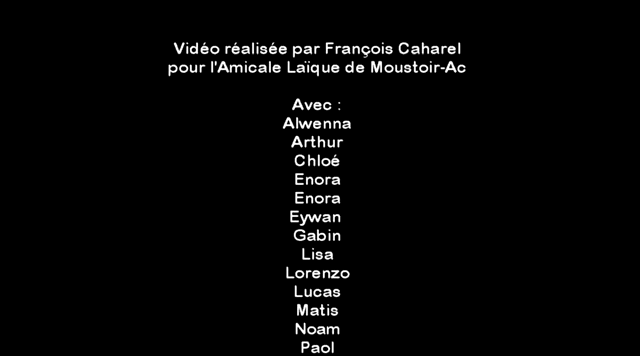 Vidéo réalisée par François Caharel
pour l'Amicale Laïque de Moustoir-Ac
Avec :
Alwenna
Arthur
Chloé
Enora
Enora
Eywan
Gabin
Lisa
Lorenzo
Lucas
Matis
Noam
Paol